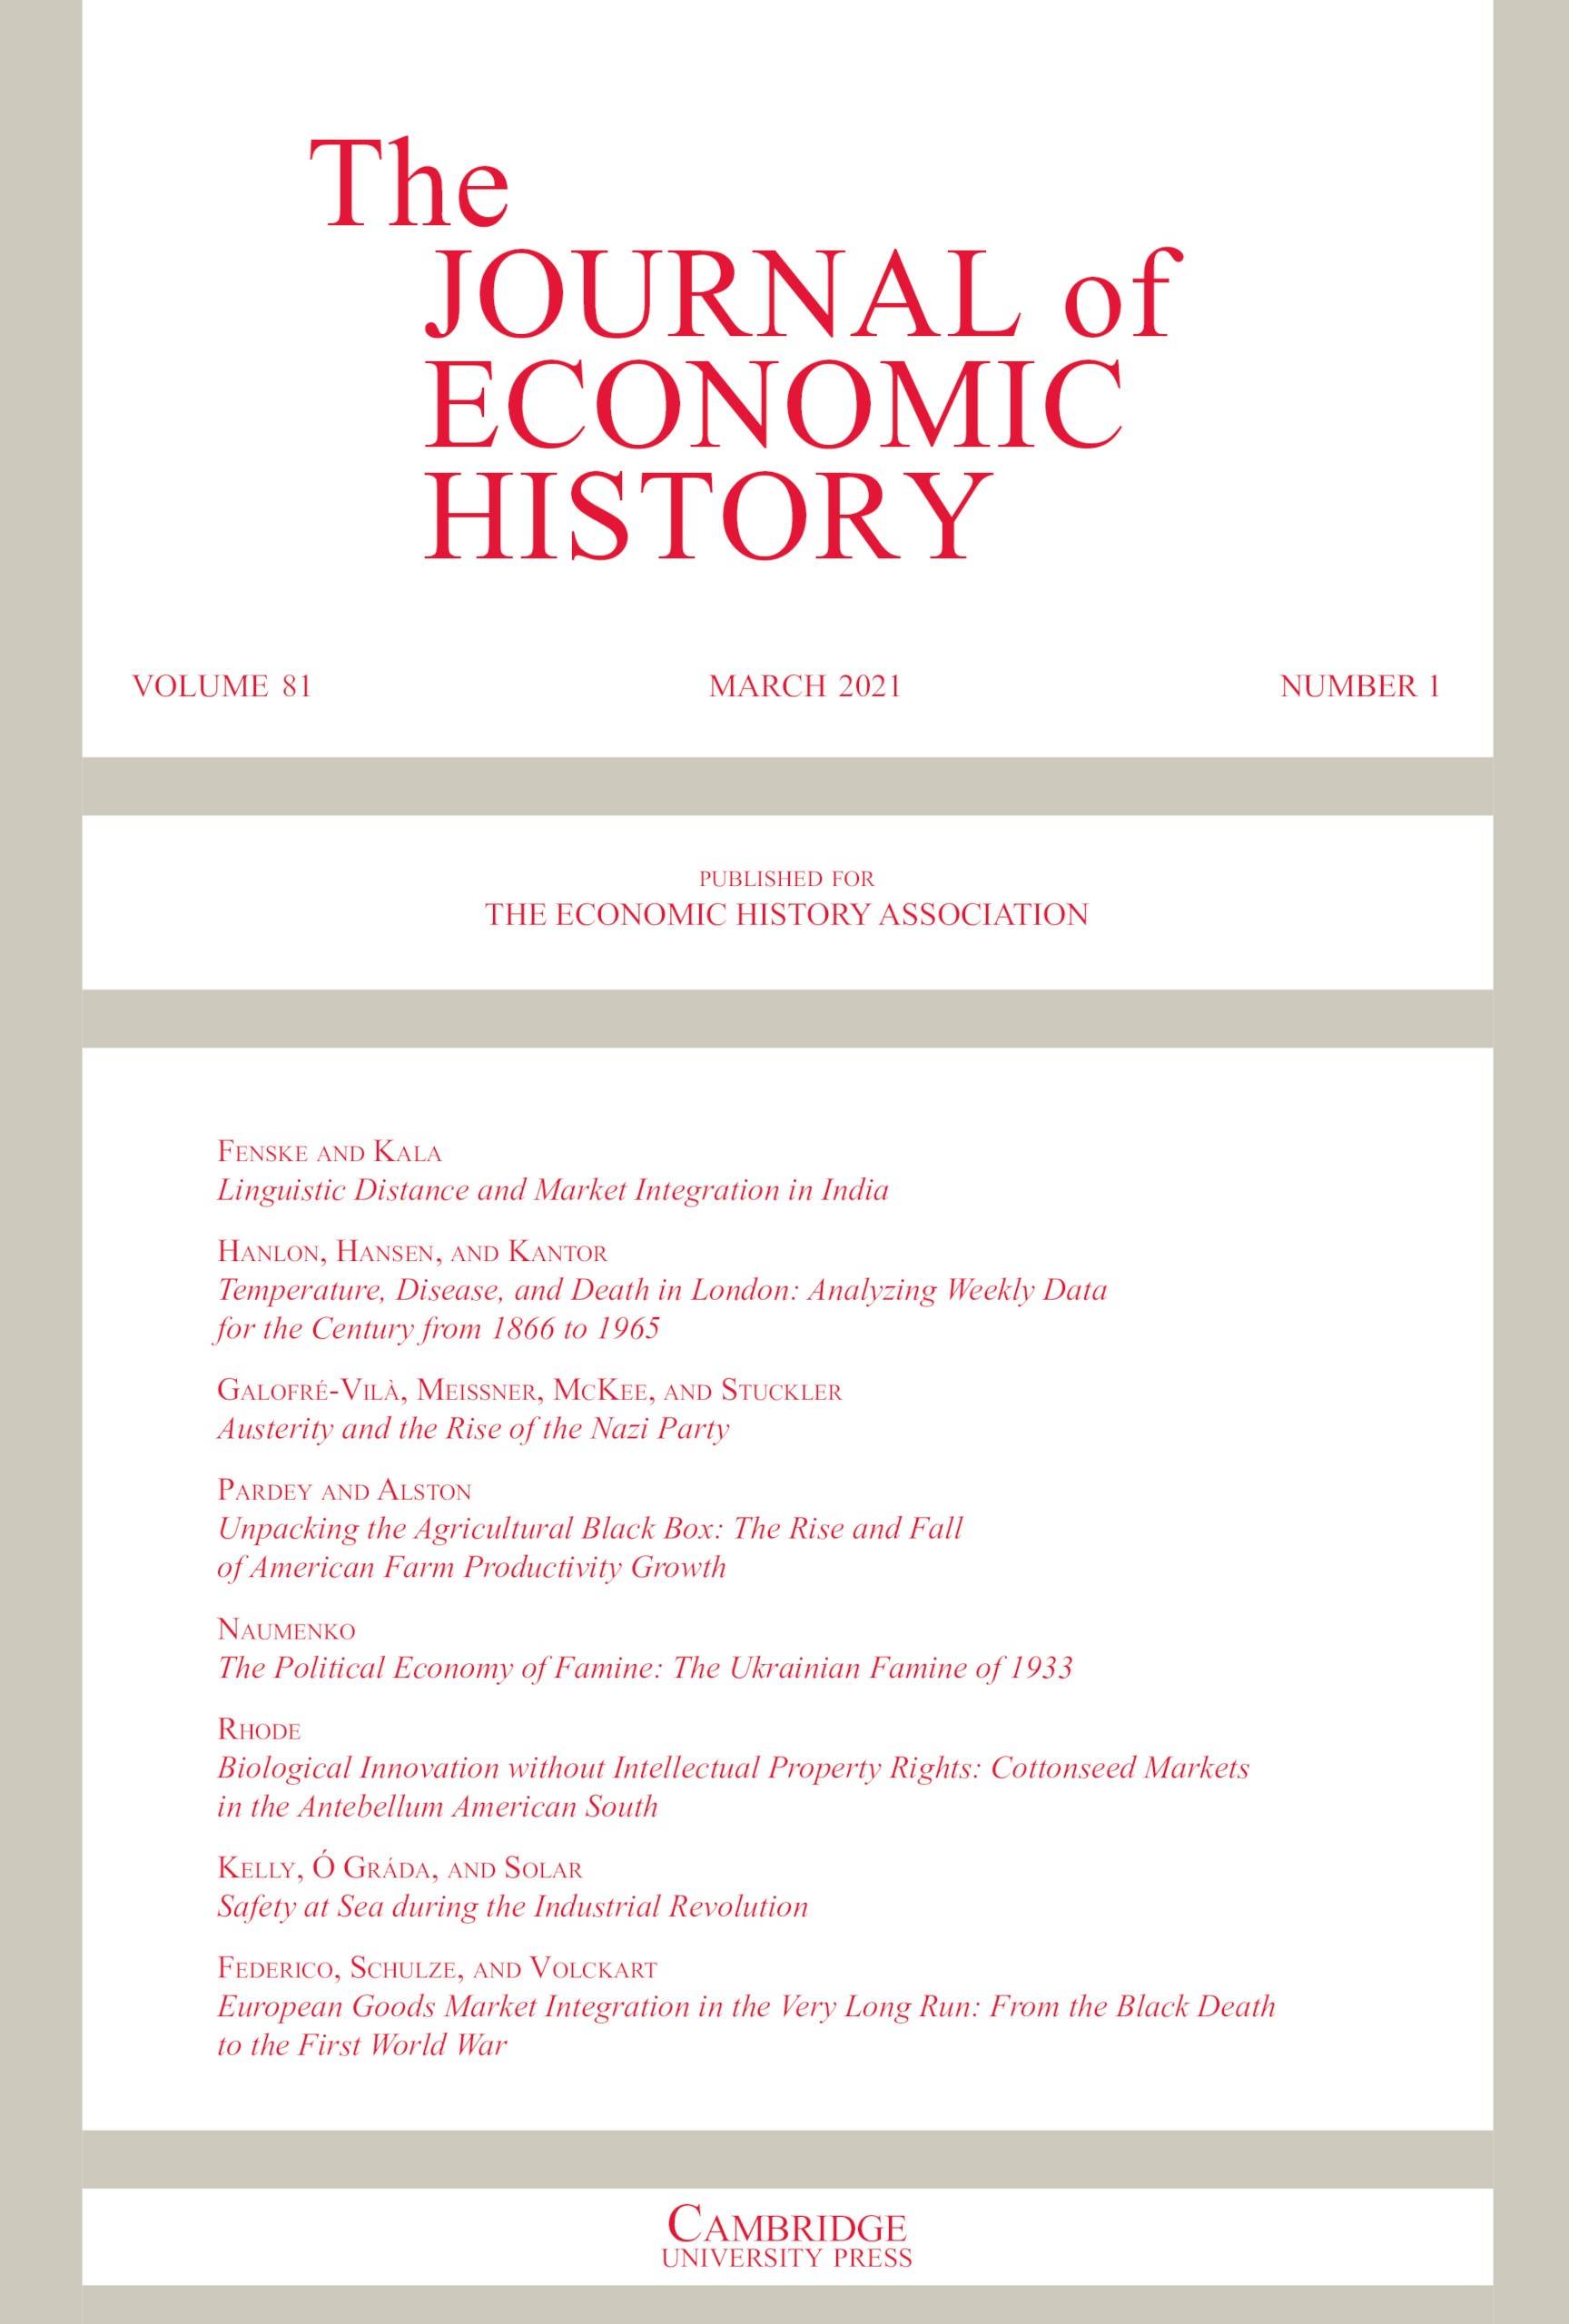 The
JOURNAL of
ECONOMIC
HISTORY
VOLUME 81 MARCH 2021 NUMBER 1
PUBLISHED FOR
THE ECONOMIC HISTORY ASSOCIATION
FENSKE AND KALA
Linguistic Distance and Market Integration in India
HANLON, HANSEN, AND KANTOR
Temperature, Disease, and Death in London: Analyzing Weekly Data
for the Century from 1866 to 1965
GALOFRÉ-VILÀ, MEISSNER, MCKEE, AND STUCKLER
Austerity and the Rise of the Nazi Party
PARDEY AND ALSTON
Unpacking the Agricultural Black Box: The Rise and Fall
of American Farm Productivity Growth
NAUMENKO
The Political Economy of Famine: The Ukrainian Famine of 1933
RHODE
Biological Innovation without Intellectual Property Rights: Cottonseed Markets
in the Antebellum American South
KELLY, Ó GRÁDA, AND SOLAR
Safety at Sea during the Industrial Revolution
FEDERICO, SCHULZE, AND VOLCKART
European Goods Market Integration in the Very Long Run: From the Black Death
to the First World War
CAMBRIDGE
UNIVERSITY PRESS